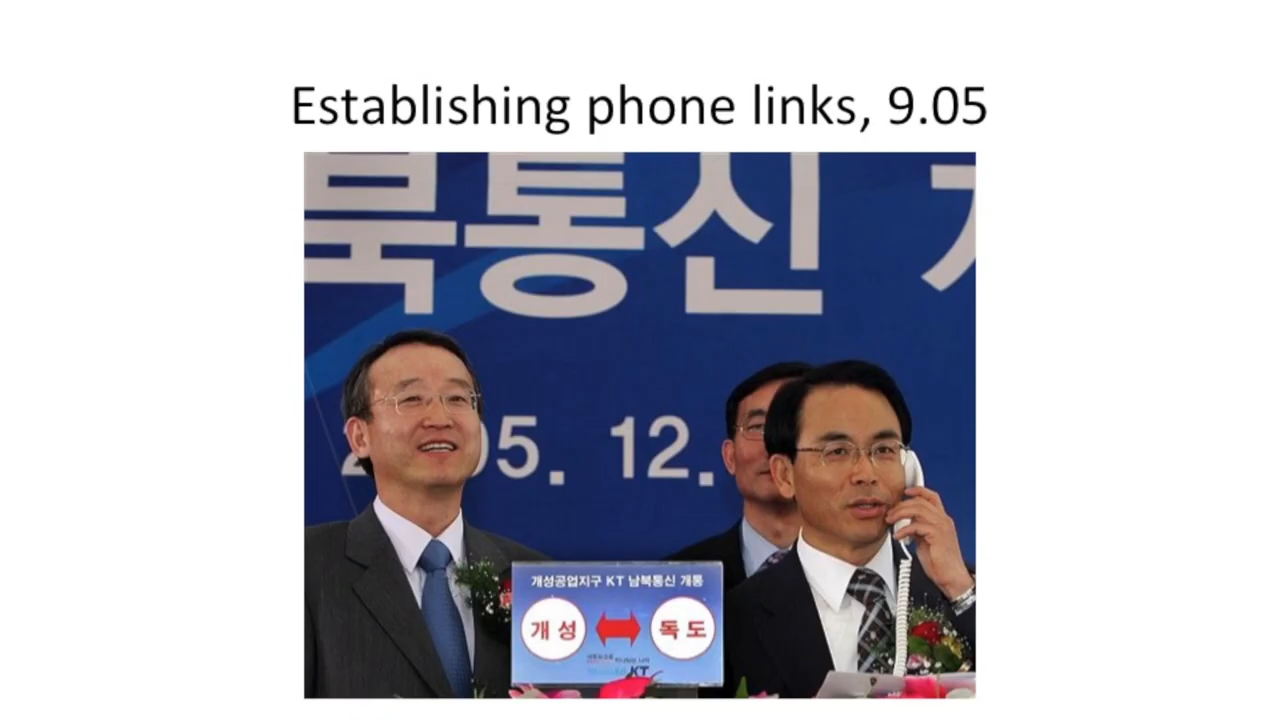 Establishing phone links, 9.05
북통신
05. 12.
개성공업지구 KT 남북통신 개통
개성
독도
KT